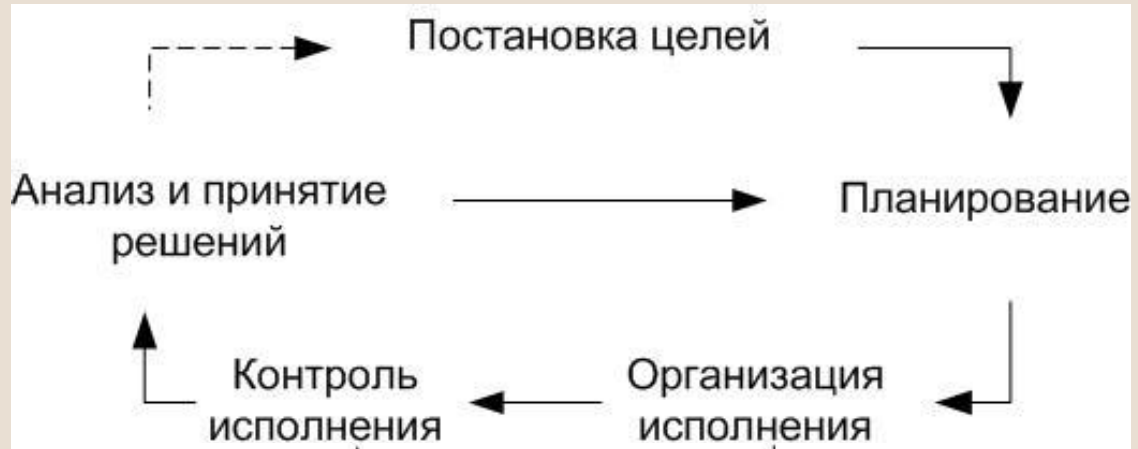 Постановка целей
Анализ и принятие
решений
Планирование
Контроль
исполнения
Организация
исполнения